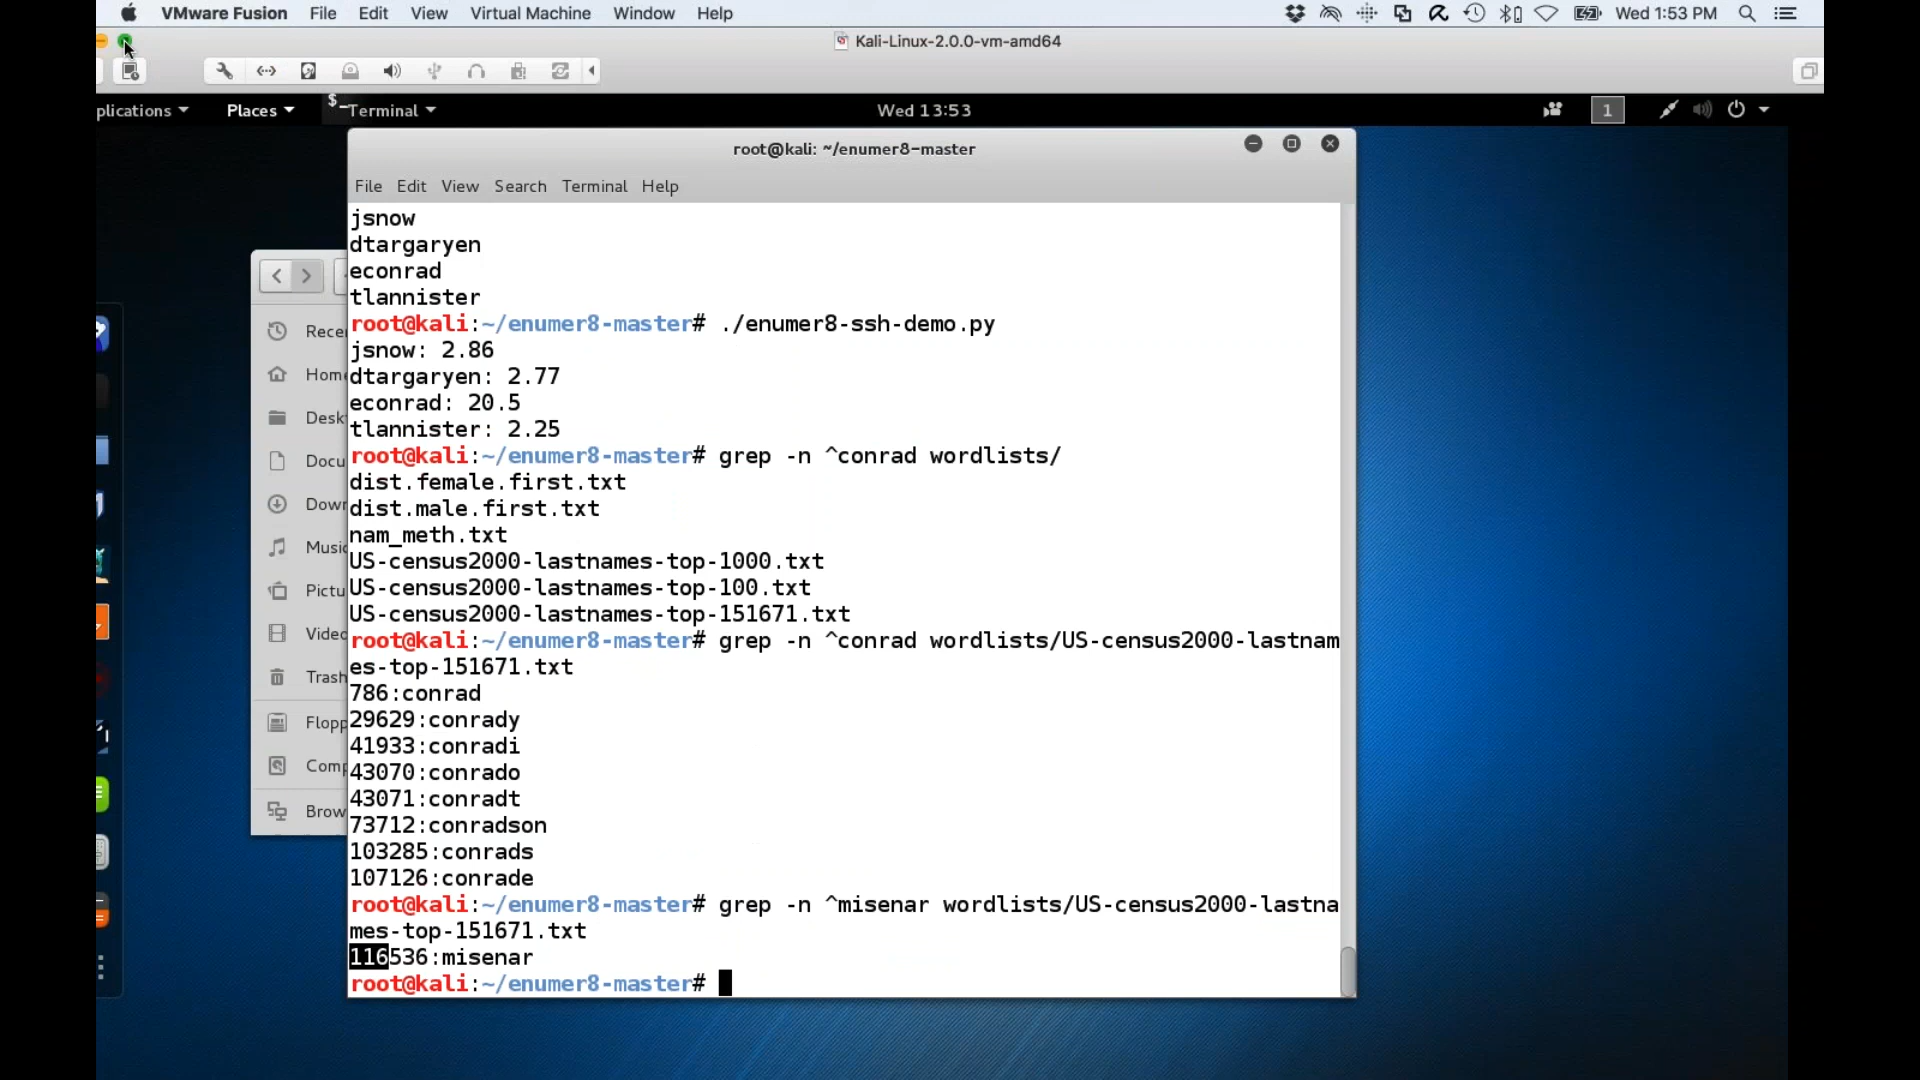 VMware Fusion File Edit View Virtual Machine Window Help Wed 1:53 PM
Kali-Linux-2.0.0-vm-amd64
plications Places $_Terminal Wed 13:53 1
root@kali: ~/enumer8-master
File Edit View Search Terminal Help
jsnow
dtargaryen
econrad
tlannister
root@kali:~/enumer8-master# ./enumer8-ssh-demo.py
jsnow: 2.86
dtargaryen: 2.77
econrad: 20.5
tlannister: 2.25
root@kali:~/enumer8-master# grep -n ^conrad wordlists/
dist.female.first.txt
dist.male.first.txt
nam_meth.txt
US-census2000-lastnames-top-1000.txt
US-census2000-lastnames-top-100.txt
US-census2000-lastnames-top-151671.txt
root@kali:~/enumer8-master# grep -n ^conrad wordlists/US-census2000-lastnam
es-top-151671.txt
786:conrad
29629:conrady
41933:conradi
43070:conrado
43071:conradt
73712:conradson
103285:conrads
107126:conrade
root@kali:~/enumer8-master# grep -n ^misenar wordlists/US-census2000-lastna
mes-top-151671.txt
116536:misenar
root@kali:~/enumer8-master#
Recer
Home
Desk
Docu
Down
Music
Pictu
Video
Trash
Flopp
Comp
Brow